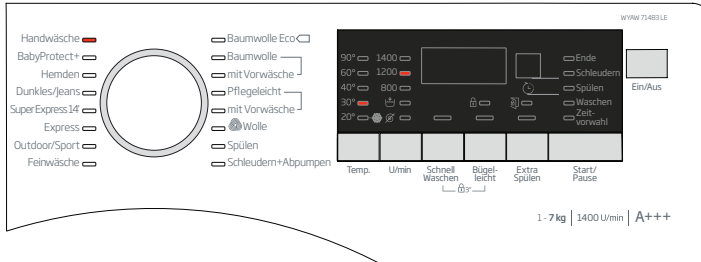 WYAW 71483 LE
Handwäsche
BabyProtect+
Hemden
Dunkles/Jeans
SuperExpress 14'
Express
Outdoor/Sport
Feinwäsche
Baumwolle Eco
Baumwolle
mit Vorwäsche
Pflegeleicht
mit Vorwäsche
Wolle
Spülen
Schleudern+Abpumpen
90° 1400
60° 1200
40° 800
30°
20°
Ende
Schleudern
Spülen
Waschen
Zeit-
vorwahl
Ein/Aus
Temp. U/min Schnell Waschen Bügel-leicht Extra Spülen Start/Pause
3"
1 - 7 kg | 1400 U/min | A+++